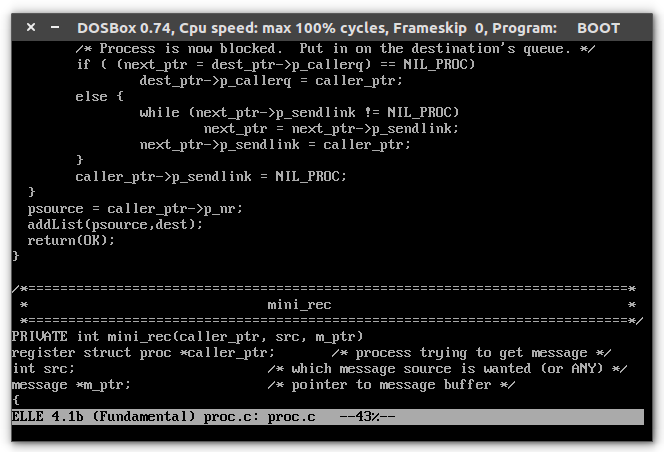 DOSBox 0.74, Cpu speed: max 100% cycles, Frameskip 0, Program: BOOT
/* Process is now blocked.  Put in on the destination's queue. */
if ( (next_ptr = dest_ptr->p_callerq) == NIL_PROC)
dest_ptr->p_callerq = caller_ptr;
else {
while (next_ptr->p_sendlink != NIL_PROC)
next_ptr = next_ptr->p_sendlink;
next_ptr->p_sendlink = caller_ptr;
}
caller_ptr->p_sendlink = NIL_PROC;
}
psource = caller_ptr->p_nr;
addList(psource,dest);
return(OK);
}
/*===========================================================================*
* mini_rec *
*===========================================================================*/
PRIVATE int mini_rec(caller_ptr, src, m_ptr)
register struct proc *caller_ptr; /* process trying to get message */
int src; /* which message source is wanted (or ANY) */
message *m_ptr; /* pointer to message buffer */
{
ELLE 4.1b (Fundamental) proc.c: proc.c --43%--